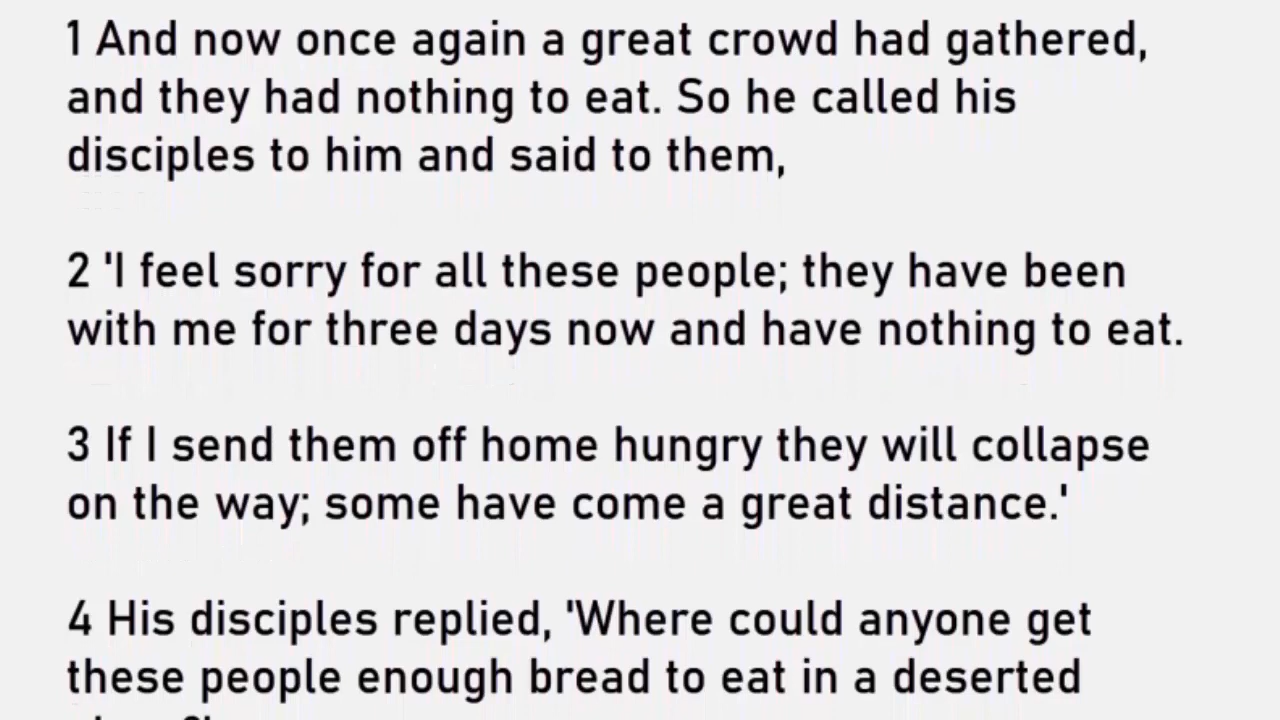 1 And now once again a great crowd had gathered,
and they had nothing to eat. So he called his
disciples to him and said to them,
2 'I feel sorry for all these people; they have been
with me for three days now and have nothing to eat.
3 If I send them off home hungry they will collapse
on the way; some have come a great distance.'
4 His disciples replied, 'Where could anyone get
these people enough bread to eat in a deserted